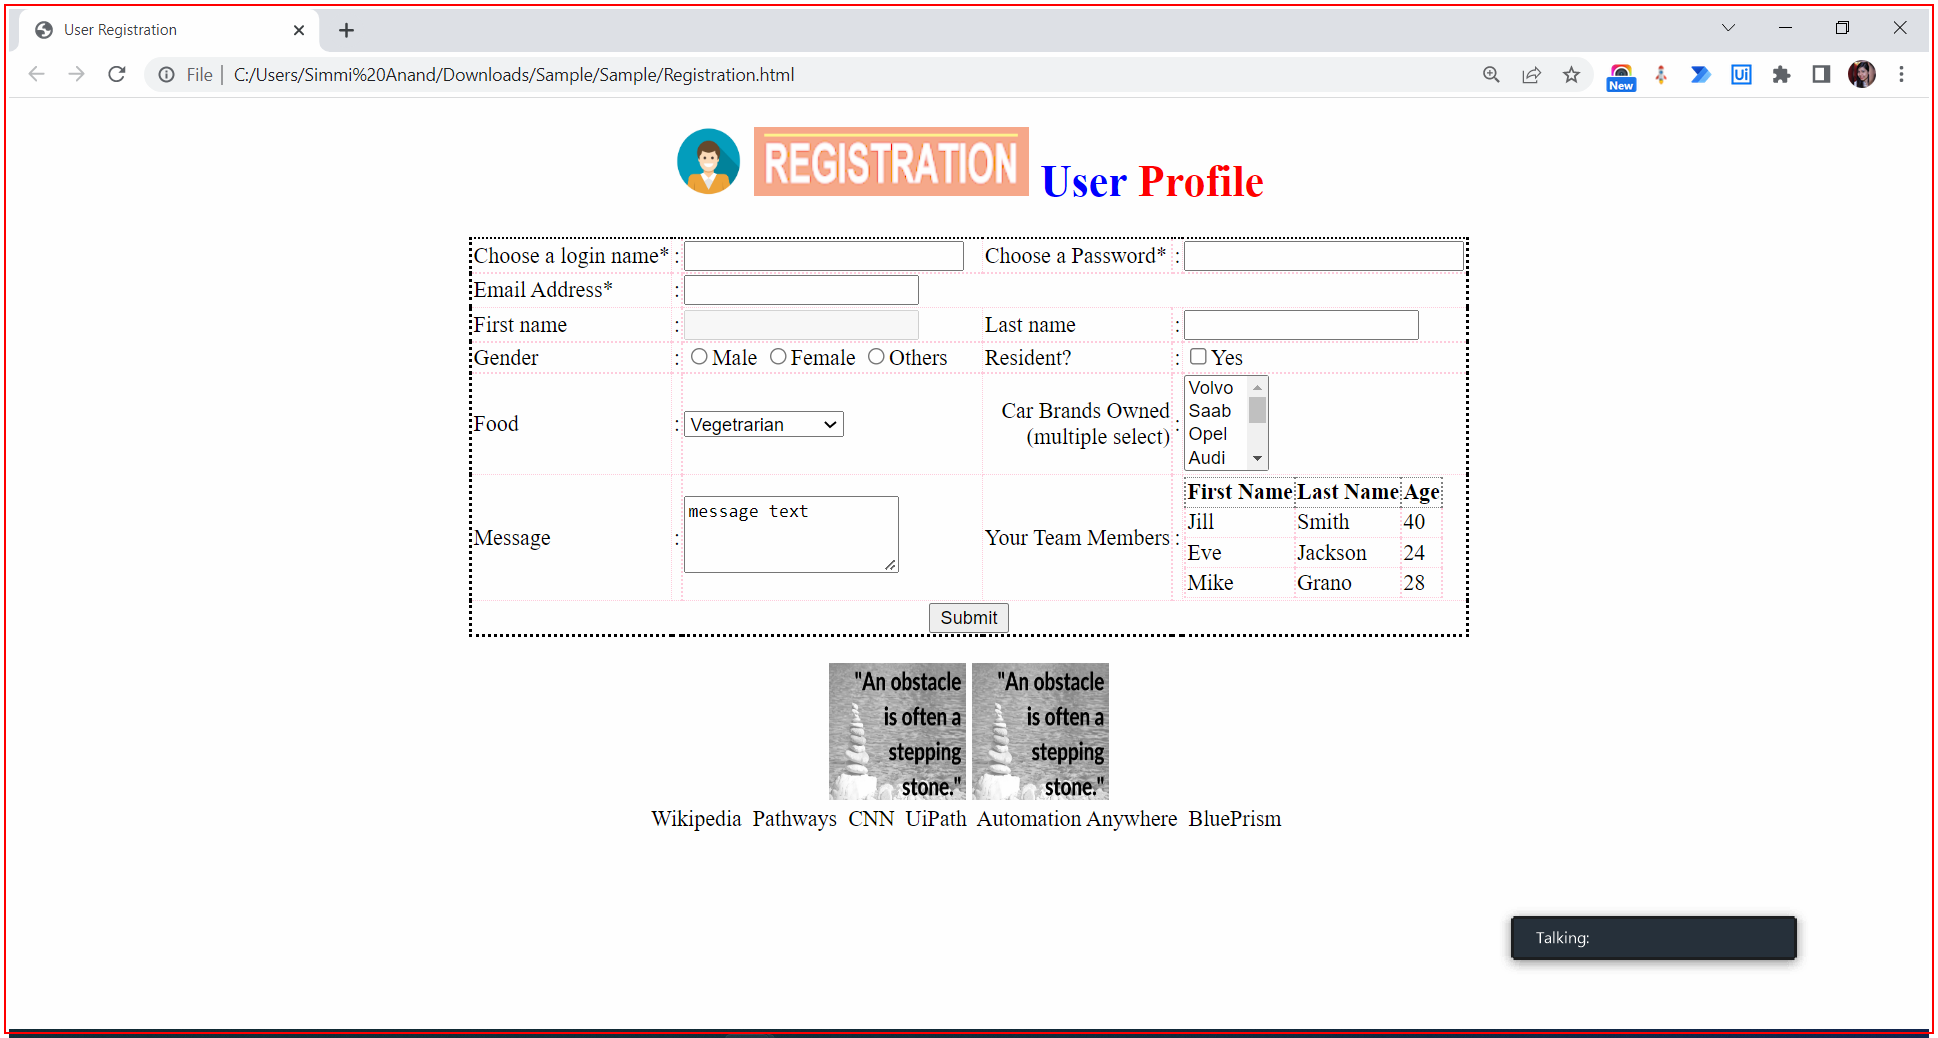 User Registration
File | C:/Users/Simmi%20Anand/Downloads/Sample/Sample/Registration.html
New
Ui
REGISTRATION User Profile
Choose a login name* : Choose a Password* :
Email Address* :
First name : Last name :
Gender : Male Female Others Resident? : Yes
Food : Vegetrarian Car Brands Owned (multiple select) :
Volvo
Saab
Opel
Audi
Message : message text Your Team Members :
First Name Last Name Age
Jill Smith 40
Eve Jackson 24
Mike Grano 28
Submit
"An obstacle
is often a
stepping
stone."
"An obstacle
is often a
stepping
stone."
Wikipedia Pathways CNN UiPath Automation Anywhere BluePrism
Talking: